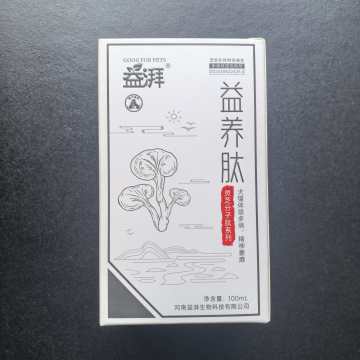 GOOD FOR PETS
益湃®
益养肽
灵芝分子肽系列
犬猫体弱多病、精神萎靡
净含量：100mL
河南益湃生物科技有限公司